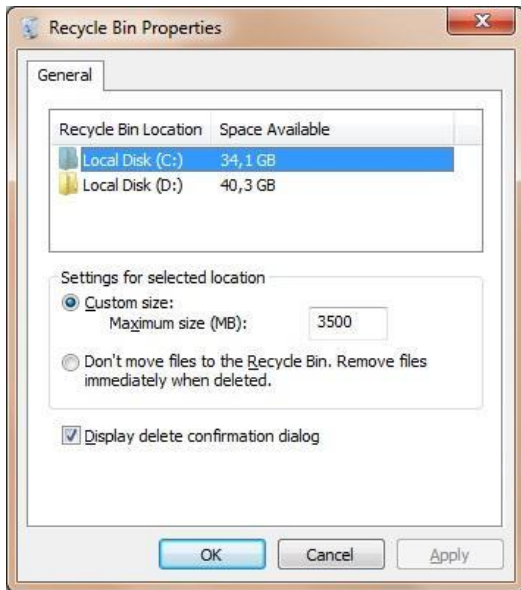 Recycle Bin Properties
General
Recycle Bin Location Space Available
Local Disk (C:) 34,1 GB
Local Disk (D:) 40,3 GB
Settings for selected location
Custom size:
Maximum size (MB): 3500
Don't move files to the Recycle Bin. Remove files
immediately when deleted.
Display delete confirmation dialog
OK Cancel Apply